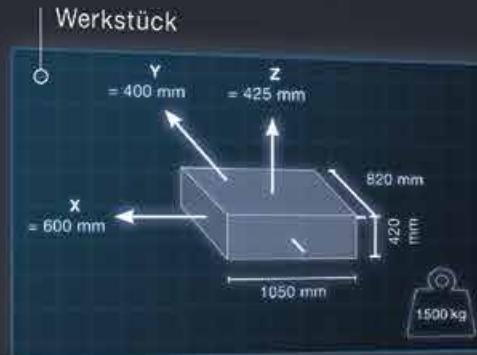 Werkstück
Y
= 400 mm
Z
= 425 mm
820 mm
X
= 600 mm
420
mm
1050 mm
1500 kg